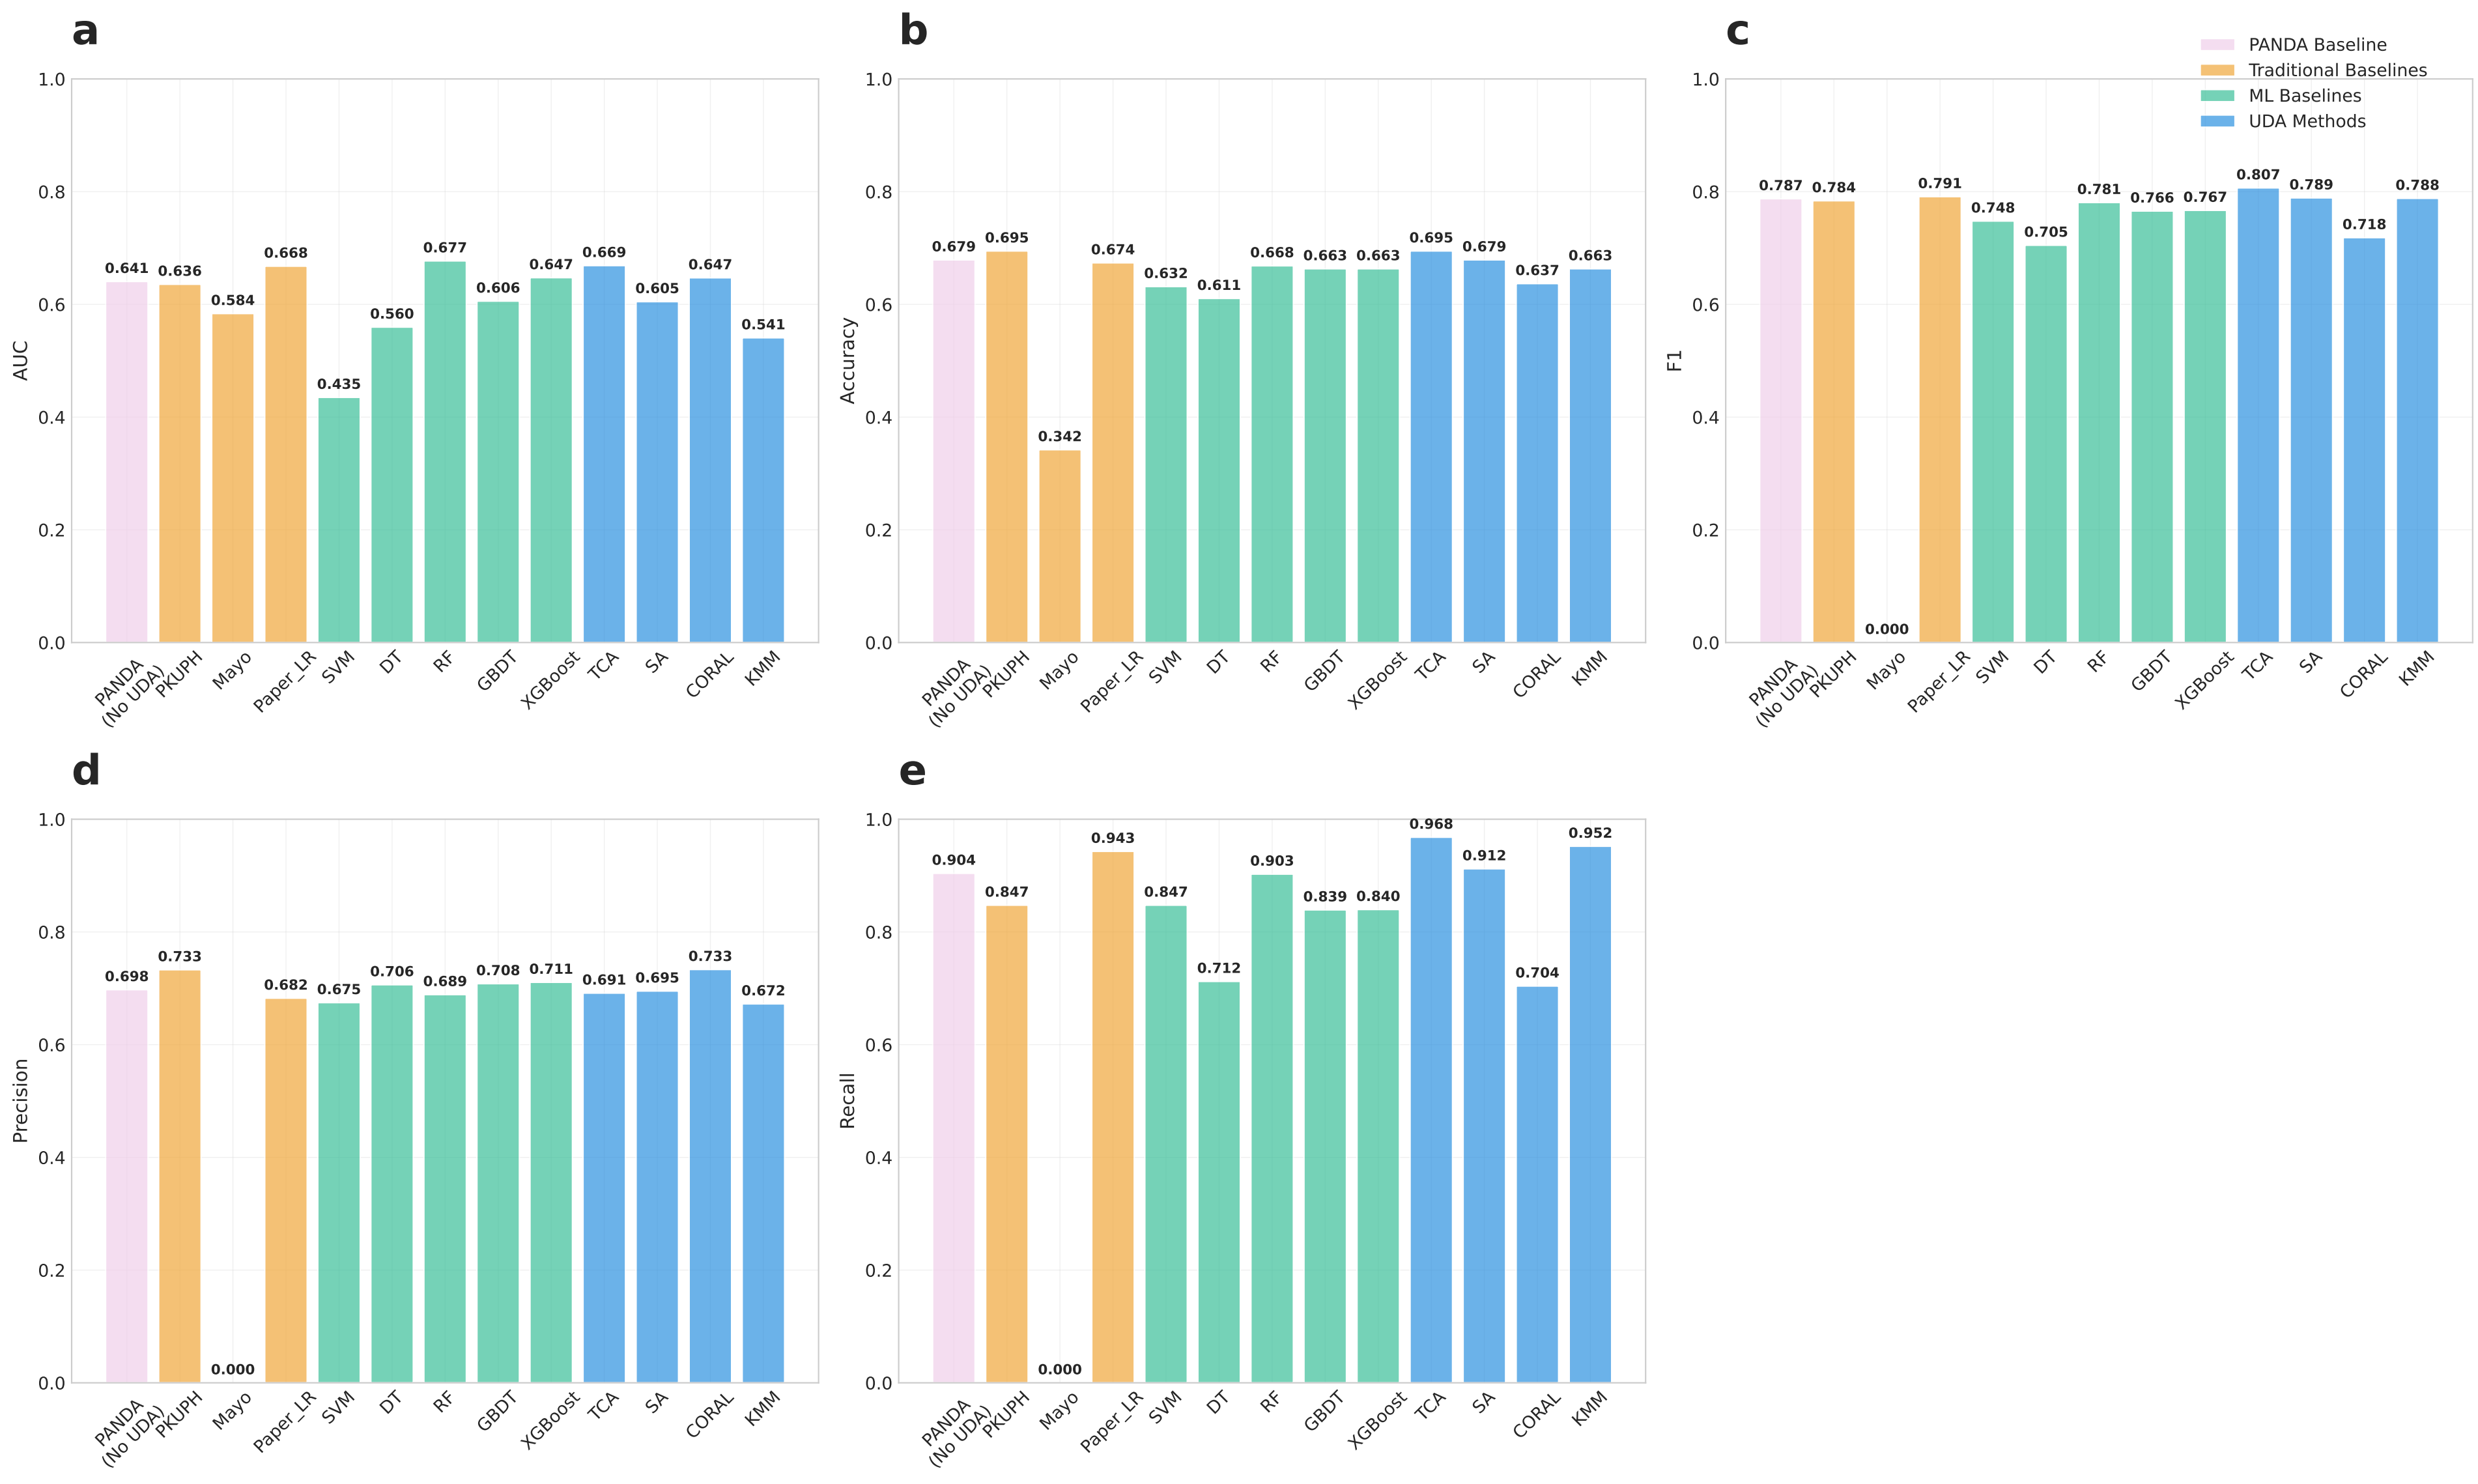 a
1.0
0.8
0.6
0.4
0.2
0.0
AUC
0.641
0.636
0.584
0.668
0.435
0.560
0.677
0.606
0.647
0.669
0.605
0.647
0.541
PANDA
(No UDA)
PKUPH
Mayo
Paper_LR
SVM
DT
RF
GBDT
XGBoost
TCA
SA
CORAL
KMM
b
1.0
0.8
0.6
0.4
0.2
0.0
Accuracy
0.679
0.695
0.342
0.674
0.632
0.611
0.668
0.663
0.663
0.695
0.679
0.637
0.663
PANDA
(No UDA)
PKUPH
Mayo
Paper_LR
SVM
DT
RF
GBDT
XGBoost
TCA
SA
CORAL
KMM
c
PANDA Baseline
Traditional Baselines
ML Baselines
UDA Methods
1.0
0.8
0.6
0.4
0.2
0.0
F1
0.787
0.784
0.000
0.791
0.748
0.705
0.781
0.766
0.767
0.807
0.789
0.718
0.788
PANDA
(No UDA)
PKUPH
Mayo
Paper_LR
SVM
DT
RF
GBDT
XGBoost
TCA
SA
CORAL
KMM
d
1.0
0.8
0.6
0.4
0.2
0.0
Precision
0.698
0.733
0.000
0.682
0.675
0.706
0.689
0.708
0.711
0.691
0.695
0.733
0.672
PANDA
(No UDA)
PKUPH
Mayo
Paper_LR
SVM
DT
RF
GBDT
XGBoost
TCA
SA
CORAL
KMM
e
1.0
0.8
0.6
0.4
0.2
0.0
Recall
0.904
0.847
0.000
0.943
0.847
0.712
0.903
0.839
0.840
0.968
0.912
0.704
0.952
PANDA
(No UDA)
PKUPH
Mayo
Paper_LR
SVM
DT
RF
GBDT
XGBoost
TCA
SA
CORAL
KMM